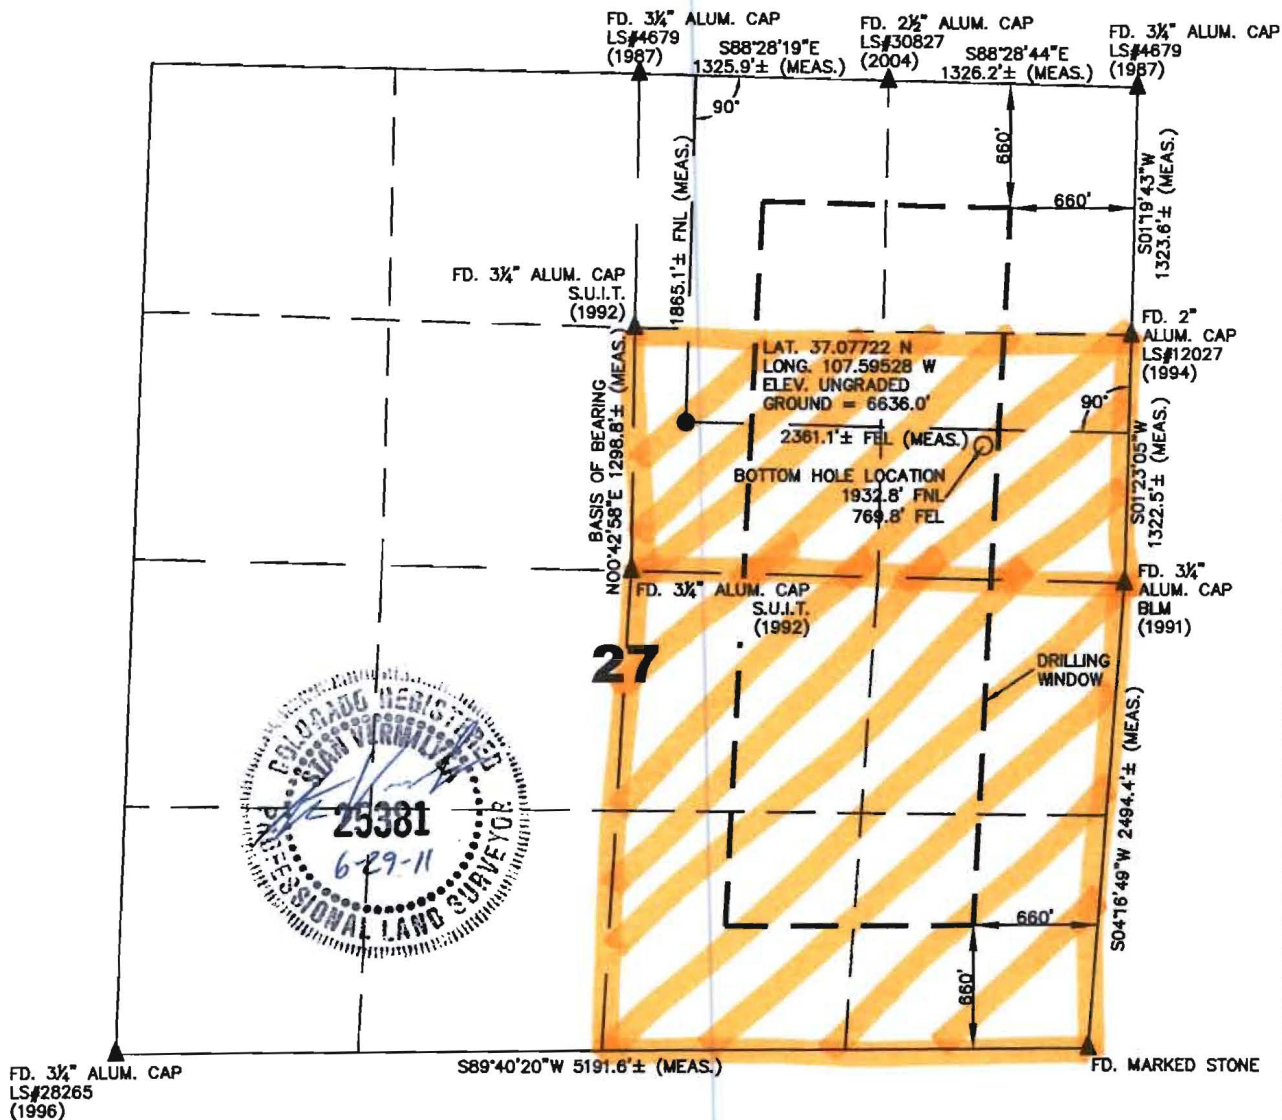 FD. 3¼" ALUM. CAP
LS#4679
(1987)
S88°28'19"E
1325.9'± (MEAS.)
FD. 2½" ALUM. CAP
LS#30827
(2004)
S88°28'44"E
1326.2'± (MEAS.)
FD. 3¼" ALUM. CAP
LS#4679
(1987)
90°
660'
660'
1865.1'± FNL (MEAS.)
S01°19'43"W
1323.6'± (MEAS.)
FD. 3¼" ALUM. CAP
S.U.I.T.
(1992)
FD. 2"
ALUM. CAP
LS#12027
(1994)
LAT. 37.07722 N
LONG. 107.59528 W
ELEV. UNGRADED
GROUND = 6636.0'
90°
2361.1'± FEL (MEAS.)
BOTTOM HOLE LOCATION
1932.8' FNL
769.8' FEL
BASIS OF BEARING
N00°42'58"E 1298.8'± (MEAS.)
S01°23'05"W
1322.5'± (MEAS.)
FD. 3¼" ALUM. CAP
S.U.I.T.
(1992)
FD. 3¼"
ALUM. CAP
BLM
(1991)
27
DRILLING
WINDOW
COLORADO REGISTERED
STAN VERMILYEA
25381
6-29-11
PROFESSIONAL LAND SURVEYOR
S04°16'49"W 2494.4'± (MEAS.)
660'
660'
S89°40'20"W 5191.6'± (MEAS.)
FD. MARKED STONE
FD. 3¼" ALUM. CAP
LS#28265
(1996)